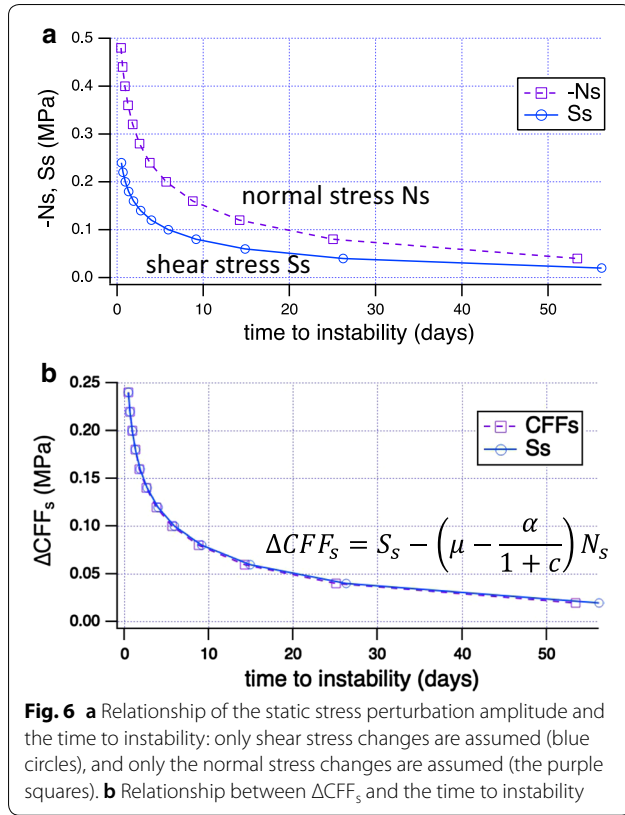 a
0.5
0.4
0.3
0.2
0.1
0.0
-Ns, Ss (MPa)
-Ns
Ss
normal stress Ns
shear stress Ss
0 10 20 30 40 50
time to instability (days)
b
0.25
0.20
0.15
0.10
0.05
0.00
ΔCFFs (MPa)
CFFs
Ss
ΔCFFₛ = Sₛ − (μ − α/(1 + c)) Nₛ
0 10 20 30 40 50
time to instability (days)
Fig. 6 a Relationship of the static stress perturbation amplitude and
the time to instability: only shear stress changes are assumed (blue
circles), and only the normal stress changes are assumed (the purple
squares). b Relationship between ΔCFFs and the time to instability